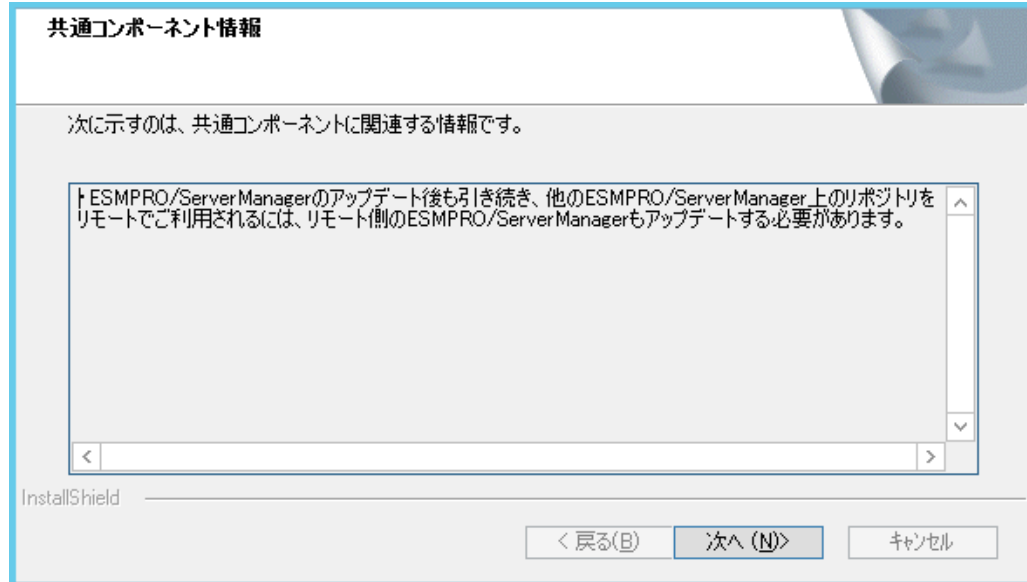 共通コンポーネント情報
次に示すのは、共通コンポーネントに関連する情報です。
・ESMPRO/ServerManagerのアップデート後も引き続き、他のESMPRO/ServerManager上のリポジトリを
リモートでご利用されるには、リモート側のESMPRO/ServerManagerもアップデートする必要があります。
InstallShield
< 戻る(B)
次へ (N)>
キャンセル